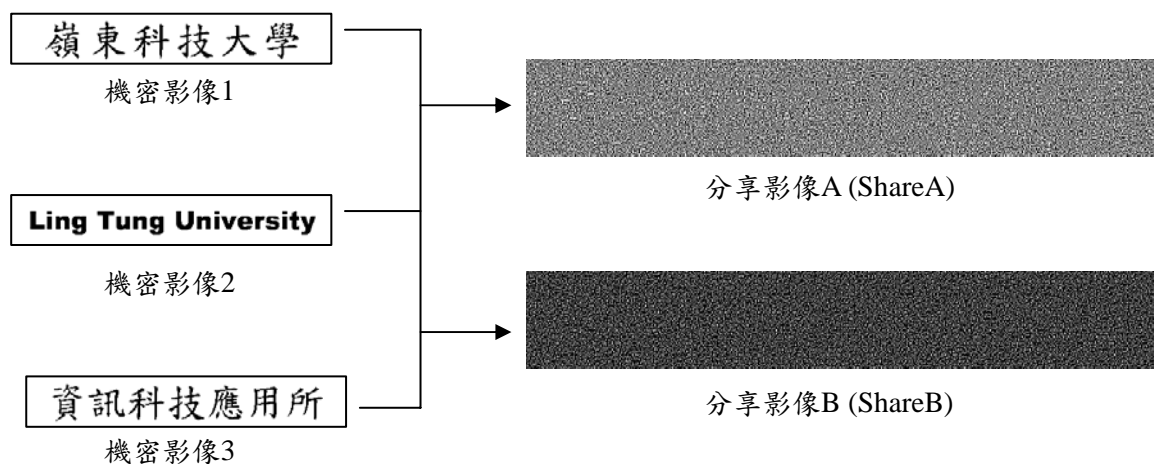 嶺東科技大學
機密影像1
Ling Tung University
機密影像2
資訊科技應用所
機密影像3
分享影像A (ShareA)
分享影像B (ShareB)